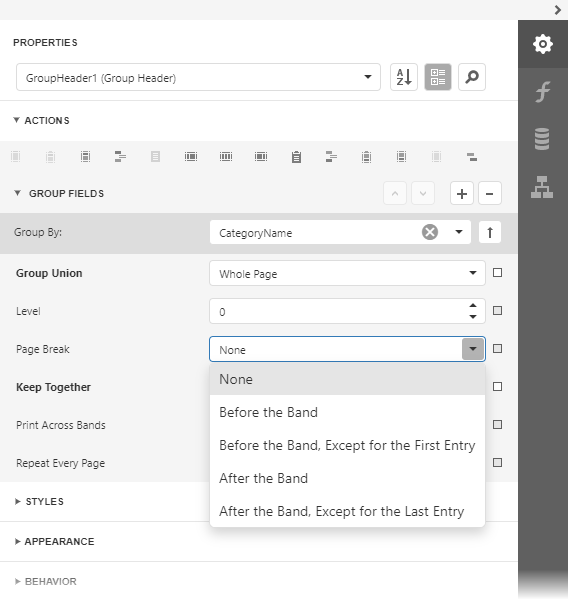 PROPERTIES
GroupHeader1 (Group Header)
A
Z
ACTIONS
GROUP FIELDS
Group By:
CategoryName
Group Union
Whole Page
Level
0
Page Break
None
None
Keep Together
Before the Band
Print Across Bands
Before the Band, Except for the First Entry
Repeat Every Page
After the Band
STYLES
After the Band, Except for the Last Entry
APPEARANCE
BEHAVIOR